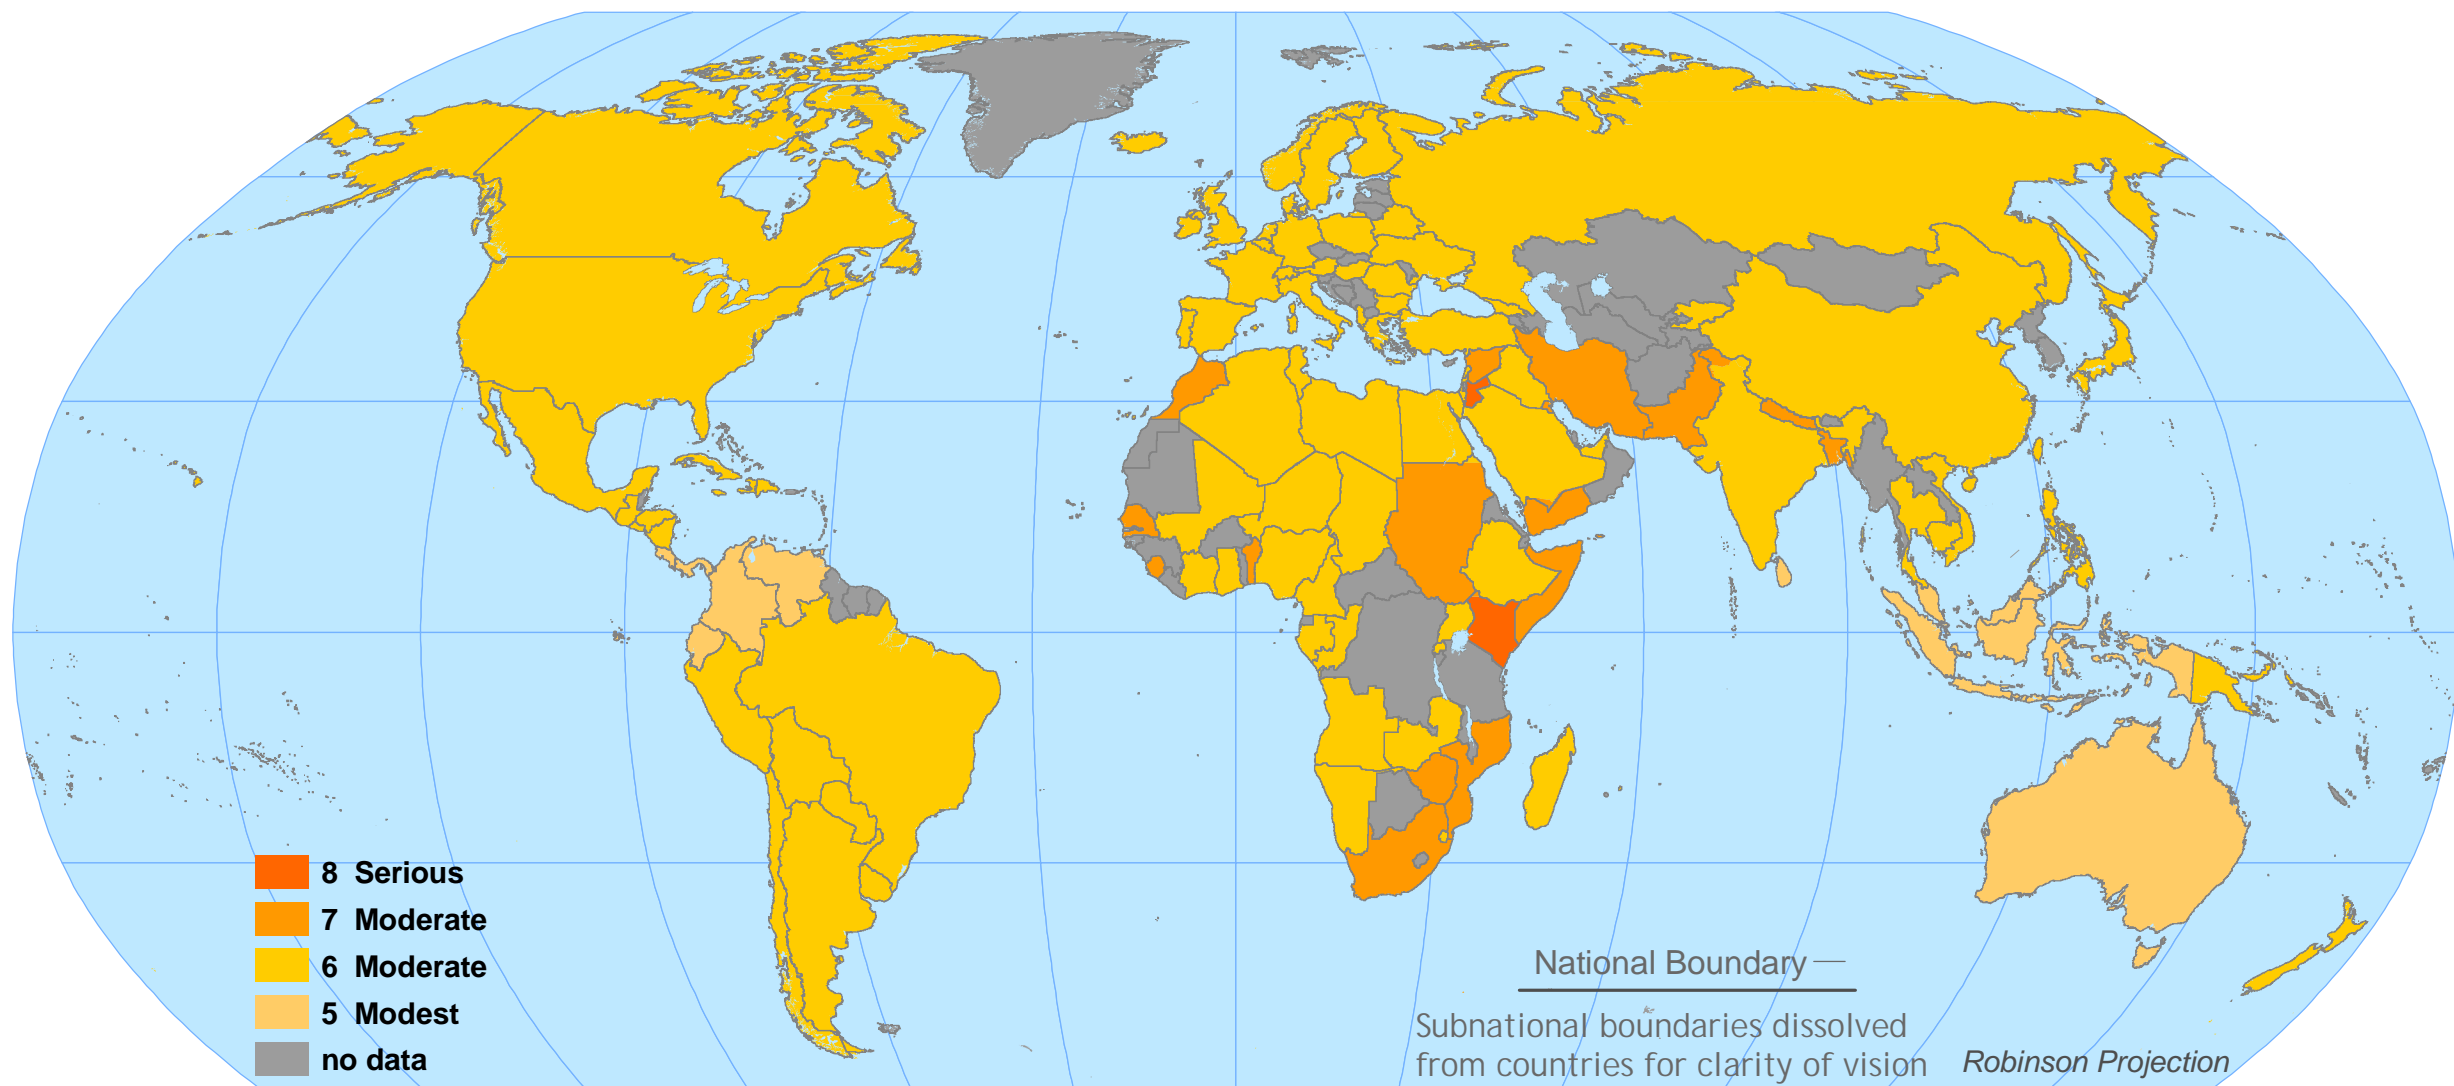 8 Serious
7 Moderate
6 Moderate
5 Modest
no data
National Boundary
Subnational boundaries dissolved
from countries for clarity of vision
Robinson Projection